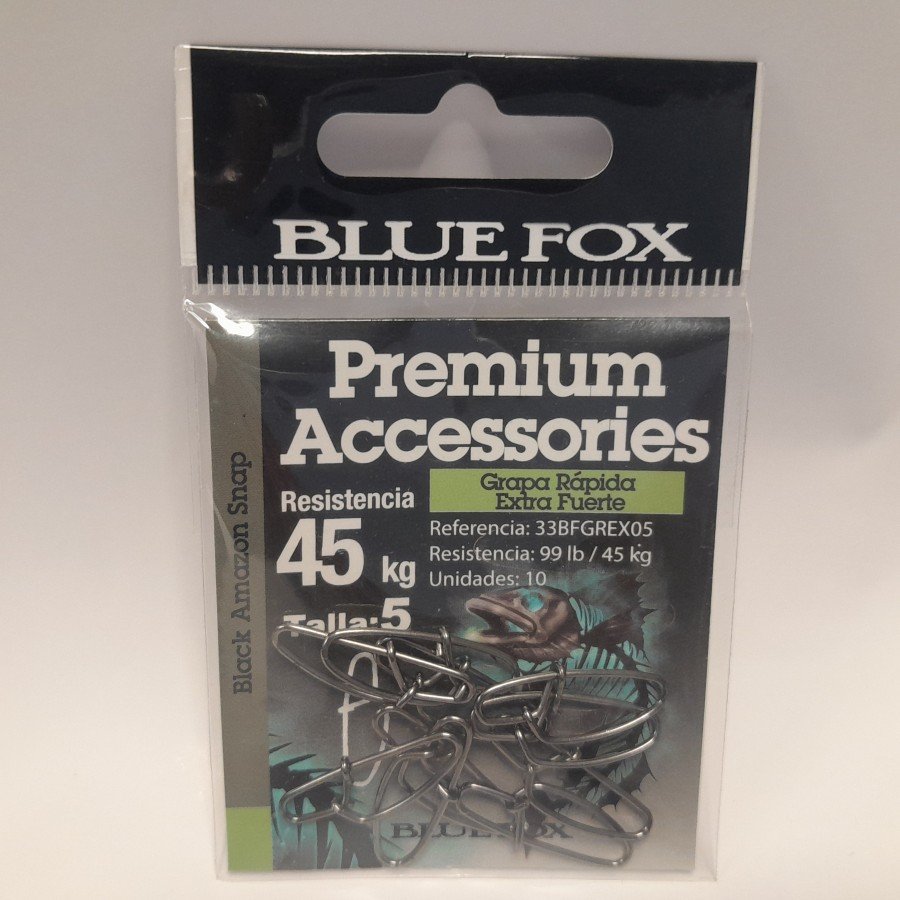 BLUE FOX
Premium
Accessories
Grapa Rápida
Extra Fuerte
Resistencia
45 kg
Talla: 5
Referencia: 33BFGREX05
Resistencia: 99 lb / 45 kg
Unidades: 10
Black Amazon Snap
BLUE FOX